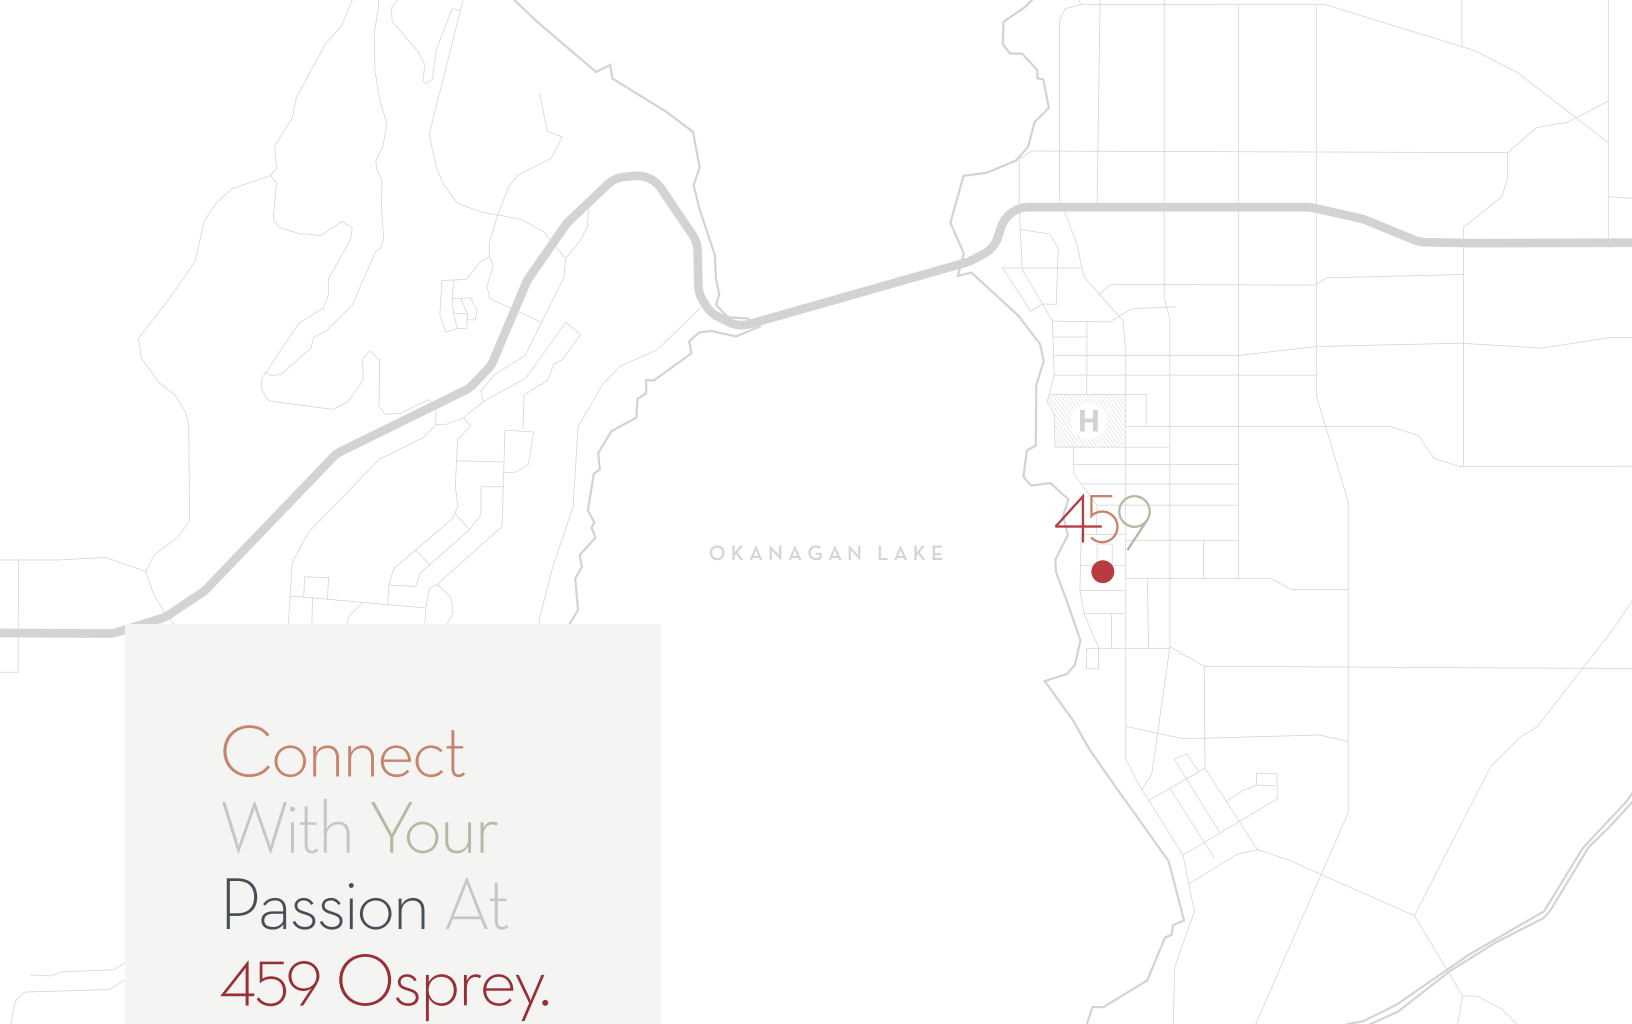 H
459
OKANAGAN LAKE
Connect
With Your
Passion At
459 Osprey.